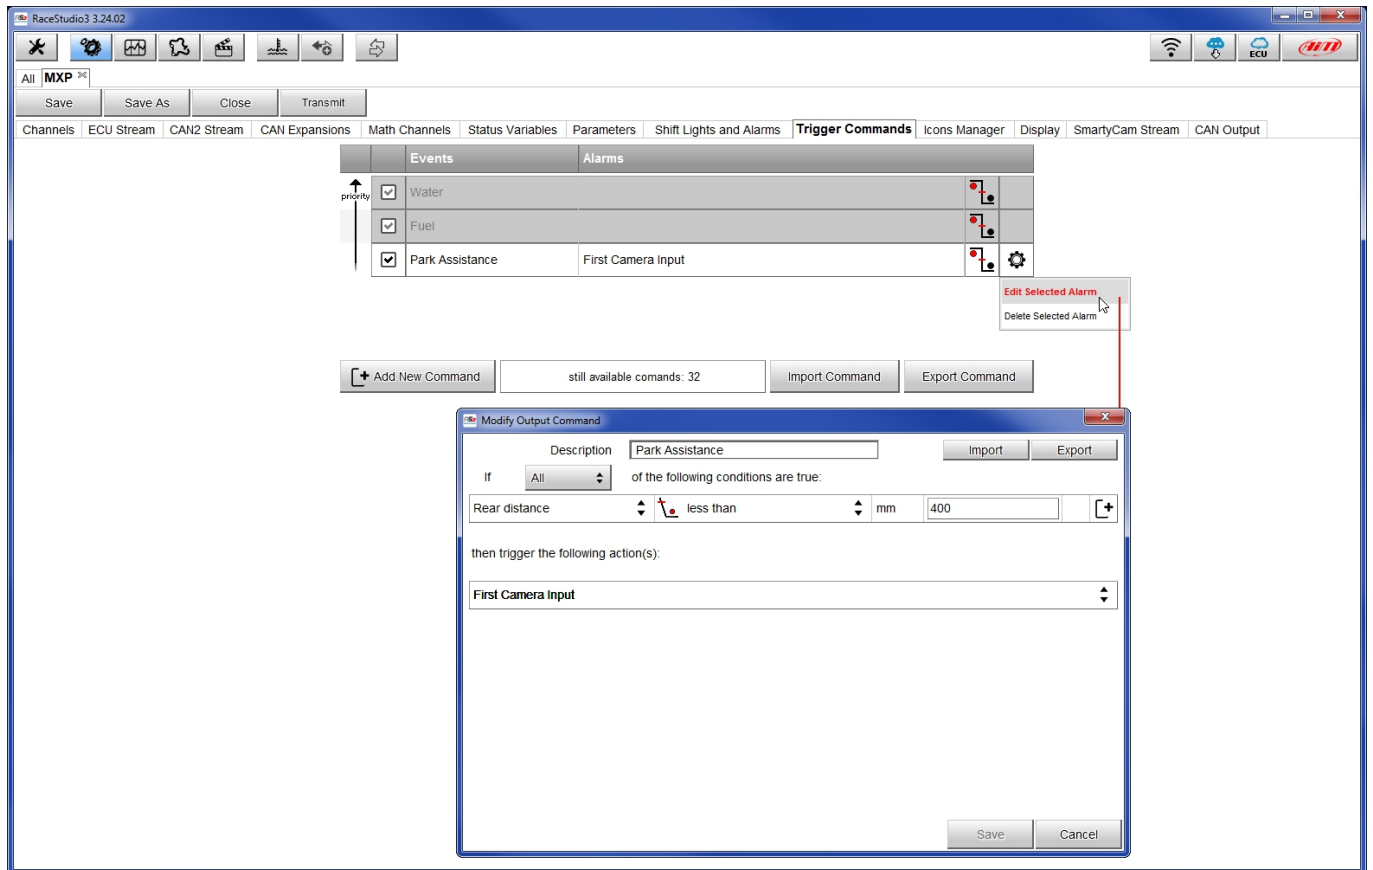 RaceStudio3 3.24.02
ECU
AiM
All MXP
Save Save As Close Transmit
Channels ECU Stream CAN2 Stream CAN Expansions Math Channels Status Variables Parameters Shift Lights and Alarms Trigger Commands Icons Manager Display SmartyCam Stream CAN Output
Events Alarms
priority
Water
Fuel
Park Assistance First Camera Input
Edit Selected Alarm
Delete Selected Alarm
Add New Command still available comands: 32 Import Command Export Command
Modify Output Command
Description Park Assistance Import Export
If All of the following conditions are true:
Rear distance less than mm 400
then trigger the following action(s):
First Camera Input
Save Cancel